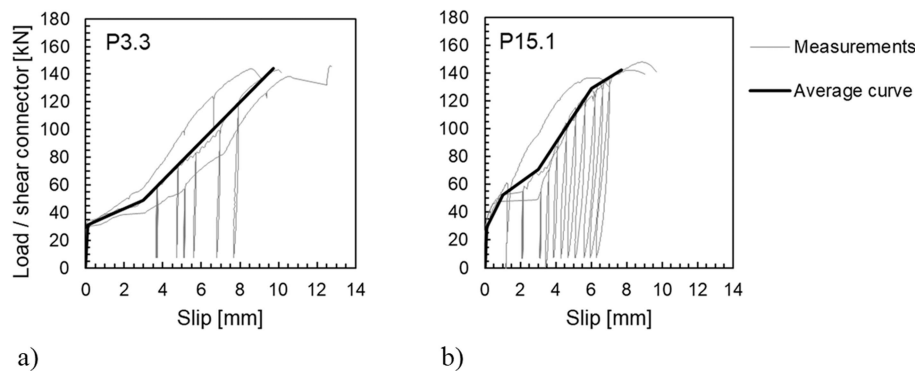 P3.3
Load / shear connector [kN]
180
160
140
120
100
80
60
40
20
0
0 2 4 6 8 10 12 14
Slip [mm]
a)
P15.1
180
160
140
120
100
80
60
40
20
0
0 2 4 6 8 10 12 14
Slip [mm]
b)
Measurements
Average curve